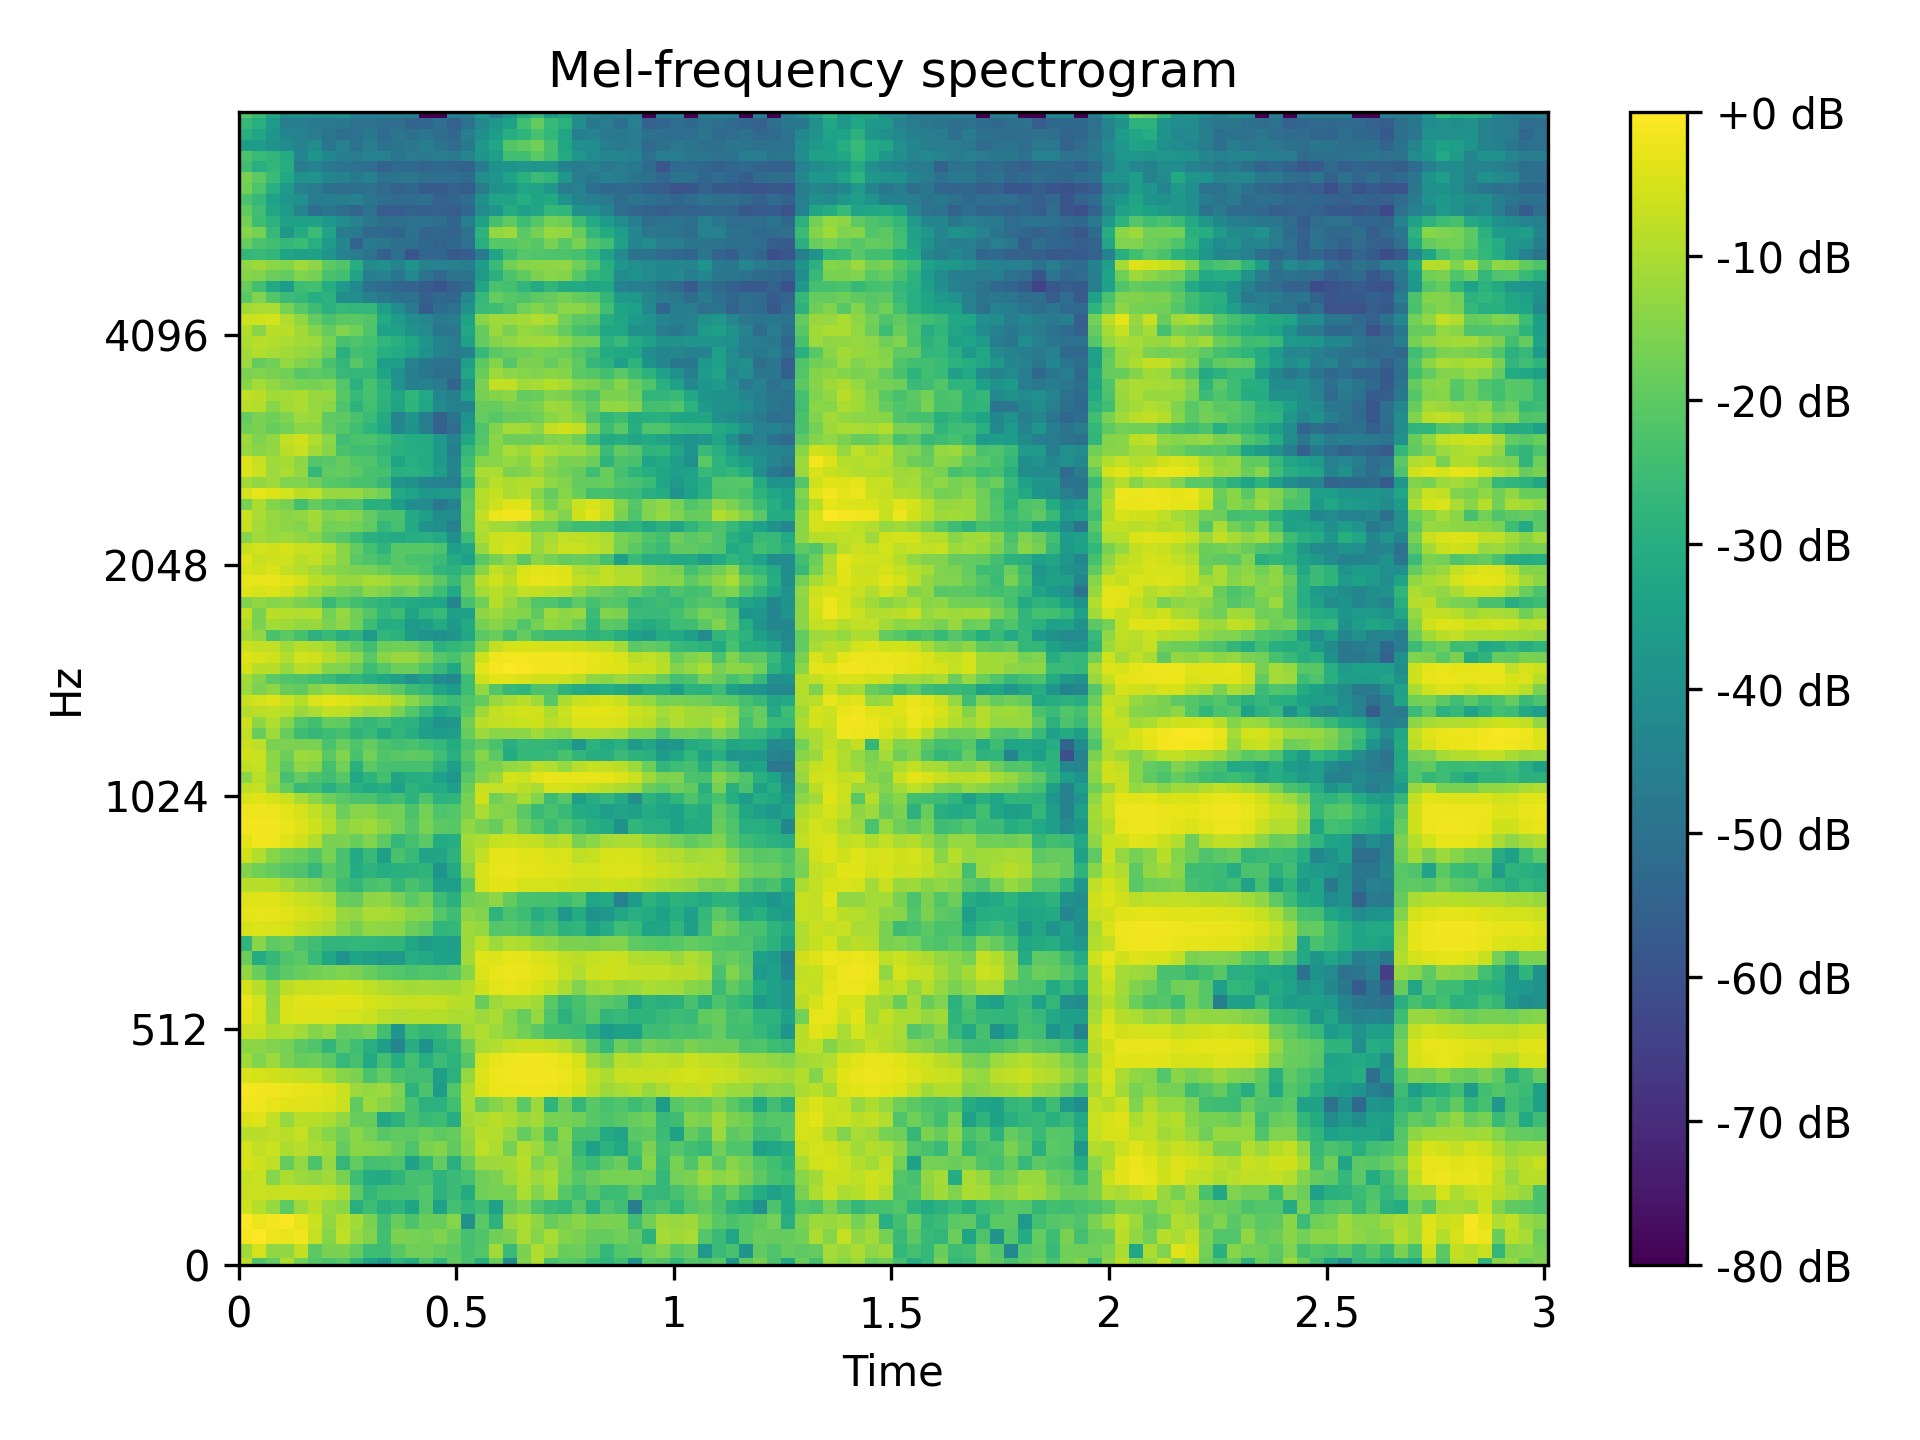 Mel-frequency spectrogram
+0 dB
-10 dB
-20 dB
-30 dB
-40 dB
-50 dB
-60 dB
-70 dB
-80 dB
4096
2048
1024
512
0
Hz
0 0.5 1 1.5 2 2.5 3
Time